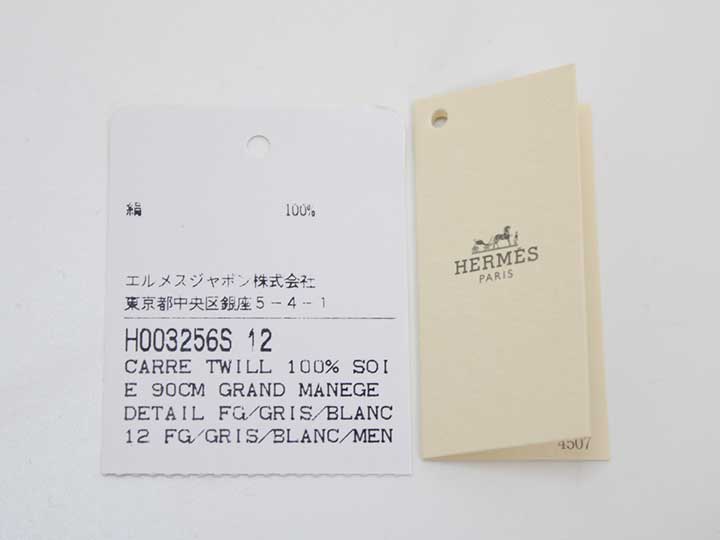 絹 100%
エルメスジャポン株式会社
東京都中央区銀座5-4-1
H003256S 12
CARRE TWILL 100% SOI
E 90CM GRAND MANEGE
DETAIL FG/GRIS/BLANC
12 FG/GRIS/BLANC/MEN
HERMÈS
PARIS
4507